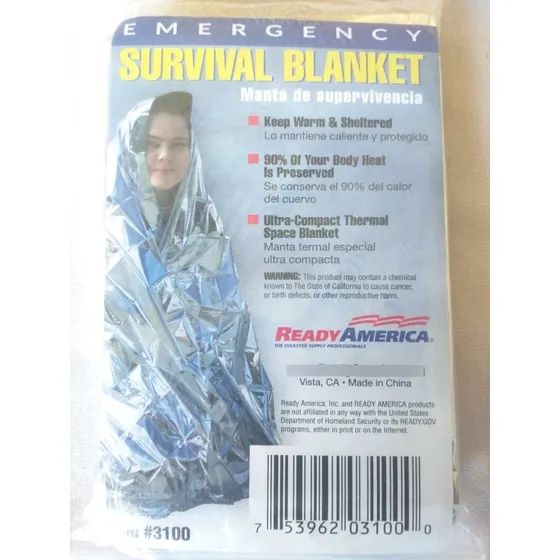 EMERGENCY
SURVIVAL BLANKET
Manta de supervivencia
Keep Warm & Sheltered
Lo mantiene caliente y protegido
90% Of Your Body Heat
Is Preserved
Se conserva el 90% del calor
del cuervo
Ultra-Compact Thermal
Space Blanket
Manta termal especial
ultra compacta
WARNING: This product may contain a chemical
known to The State of California to cause cancer,
or birth defects, or other reproductive harm.
READYAMERICA®
THE DISASTER SUPPLY PROFESSIONALS
Vista, CA • Made in China
Ready America, Inc. and READY AMERICA products
are not affiliated in any way with the United States
Department of Homeland Security or its READY.GOV
programs, either in print or on the Internet.
#3100
7 53962 03100 0